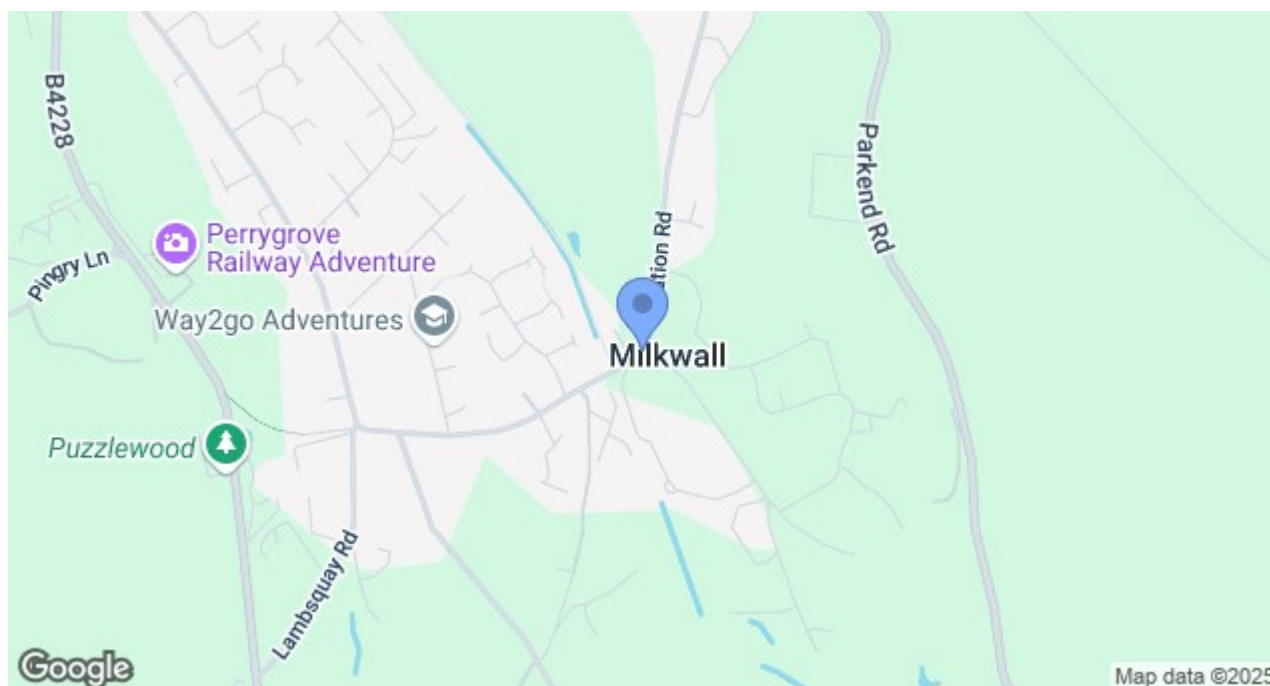 B4228
Parkend Rd
Perrygrove
Railway Adventure
Pingry Ln
Way2go Adventures
Milkwall
Puzzlewood
Lambsquay Rd
Google
Map data ©2025